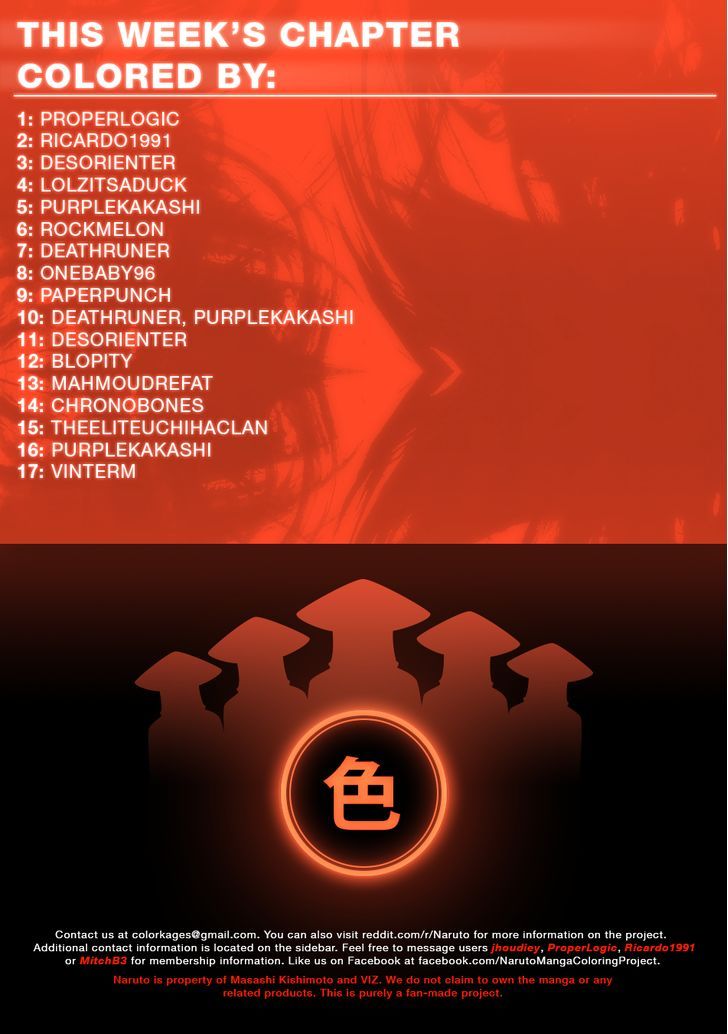 THIS WEEK'S CHAPTER
COLORED BY:
1: PROPERLOGIC
2: RICARDO1991
3: DESORIENTER
4: LOLZITSADUCK
5: PURPLEKAKASHI
6: ROCKMELON
7: DEATHRUNER
8: ONEBABY96
9: PAPERPUNCH
10: DEATHRUNER, PURPLEKAKASHI
11: DESORIENTER
12: BLOPITY
13: MAHMOUDREFAT
14: CHRONOBONES
15: THEELITEUCHIHACLAN
16: PURPLEKAKASHI
17: VINTERM
色
Contact us at colorkages@gmail.com. You can also visit reddit.com/r/Naruto for more information on the project.
Additional contact information is located on the sidebar. Feel free to message users jhoudiey, ProperLogic, Ricardo1991
or MitchB3 for membership information. Like us on Facebook at facebook.com/NarutoMangaColoringProject.
Naruto is property of Masashi Kishimoto and VIZ. We do not claim to own the manga or any
related products. This is purely a fan-made project.